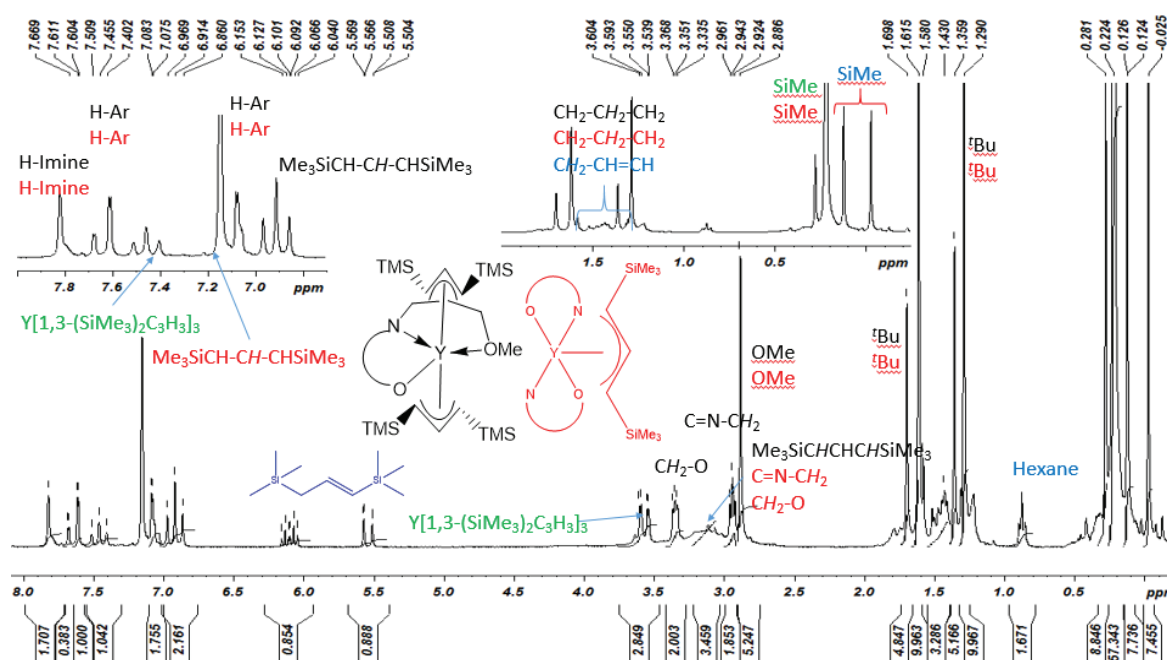 7.669 7.611 7.604 7.509 7.455 7.402 7.083 7.075 6.969 6.914 6.860 6.153 6.127 6.101 6.092 6.066 6.040 5.569 5.566 5.508 5.504
3.604 3.593 3.550 3.539 3.368 3.351 3.335 2.961 2.943 2.924 2.886
1.698 1.615 1.580 1.430 1.359 1.290
0.281 0.224 0.126 0.124 -0.025
H-Ar
H-Ar
H-Imine
H-Imine
H-Ar
H-Ar
Me3SiCH-CH-CHSiMe3
7.8 7.6 7.4 7.2 7.0 ppm
Y[1,3-(SiMe3)2C3H3]3
Me3SiCH-CH-CHSiMe3
CH2-CH2-CH2
CH2-CH2-CH2
CH2-CH=CH
SiMe
SiMe
SiMe
1.5 1.0 0.5 ppm
tBu
tBu
TMS
TMS
N
Y
OMe
O
TMS
TMS
SiMe3
O
N
Y
N
O
SiMe3
Si
Si
OMe
OMe
tBu
tBu
C=N-CH2
CH2-O
Me3SiCHCHCHSiMe3
C=N-CH2
CH2-O
Y[1,3-(SiMe3)2C3H3]3
Hexane
8.0 7.5 7.0 6.5 6.0 5.5 5.0 4.5 4.0 3.5 3.0 2.5 2.0 1.5 1.0 0.5 ppm
1.707 0.383 1.000 1.042 1.755 2.161 0.854 0.888 2.849 2.003 3.459 1.853 5.247 4.847 9.963 3.286 5.166 9.967 1.671 8.846 57.343 7.736 7.455